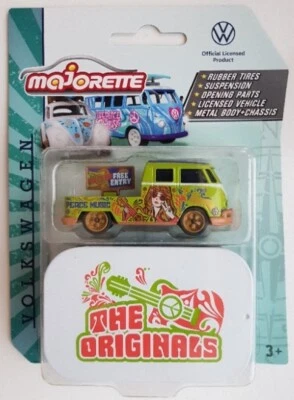 majorette
Official Licensed
Product
RUBBER TIRES
SUSPENSION
OPENING PARTS
LICENSED VEHICLE
METAL BODY+CHASSIS
VOLKSWAGEN
FREE
ENTRY
PEACE MUSIC
THE
ORIGINALS
3+